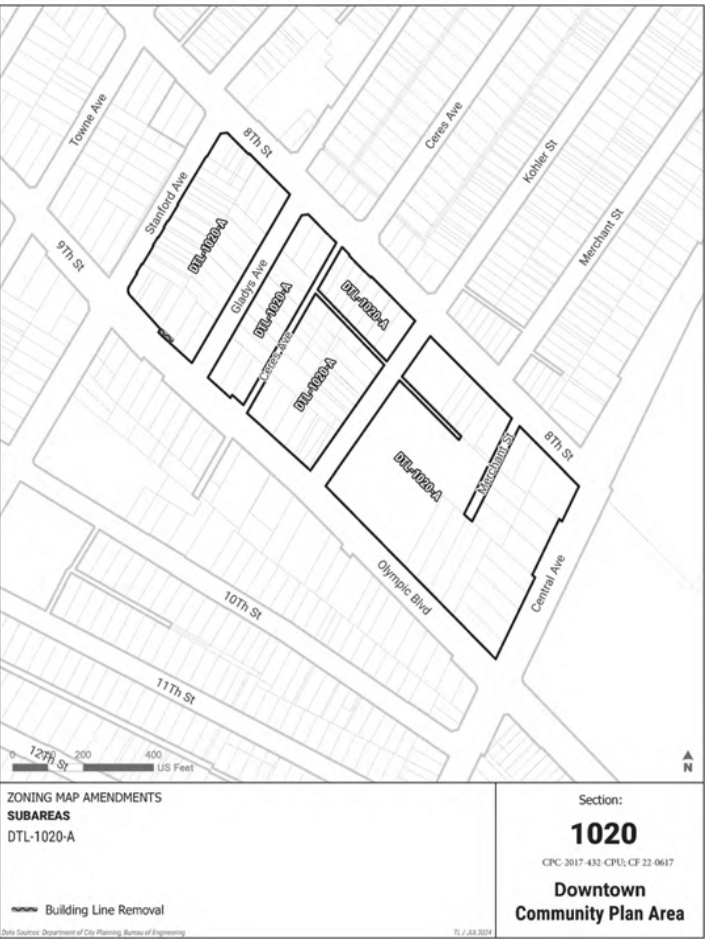 Towne Ave
8Th St
Ceres Ave
Kohler St
Merchant St
Stanford Ave
9Th St
DTL-1020-A
Gladys Ave
DTL-1020-A
DTL-1020-A
Ceres Ave
DTL-1020-A
DTL-1020-A
Merchant St
8Th St
Olympic Blvd
Central Ave
10Th St
11Th St
12Th St
0 200 400
US Feet
N
ZONING MAP AMENDMENTS
SUBAREAS
DTL-1020-A
Building Line Removal
Data Sources: Department of City Planning, Bureau of Engineering
TL / JUL 2024
Section:
1020
CPC-2017-432-CPU; CF 22-0617
Downtown
Community Plan Area